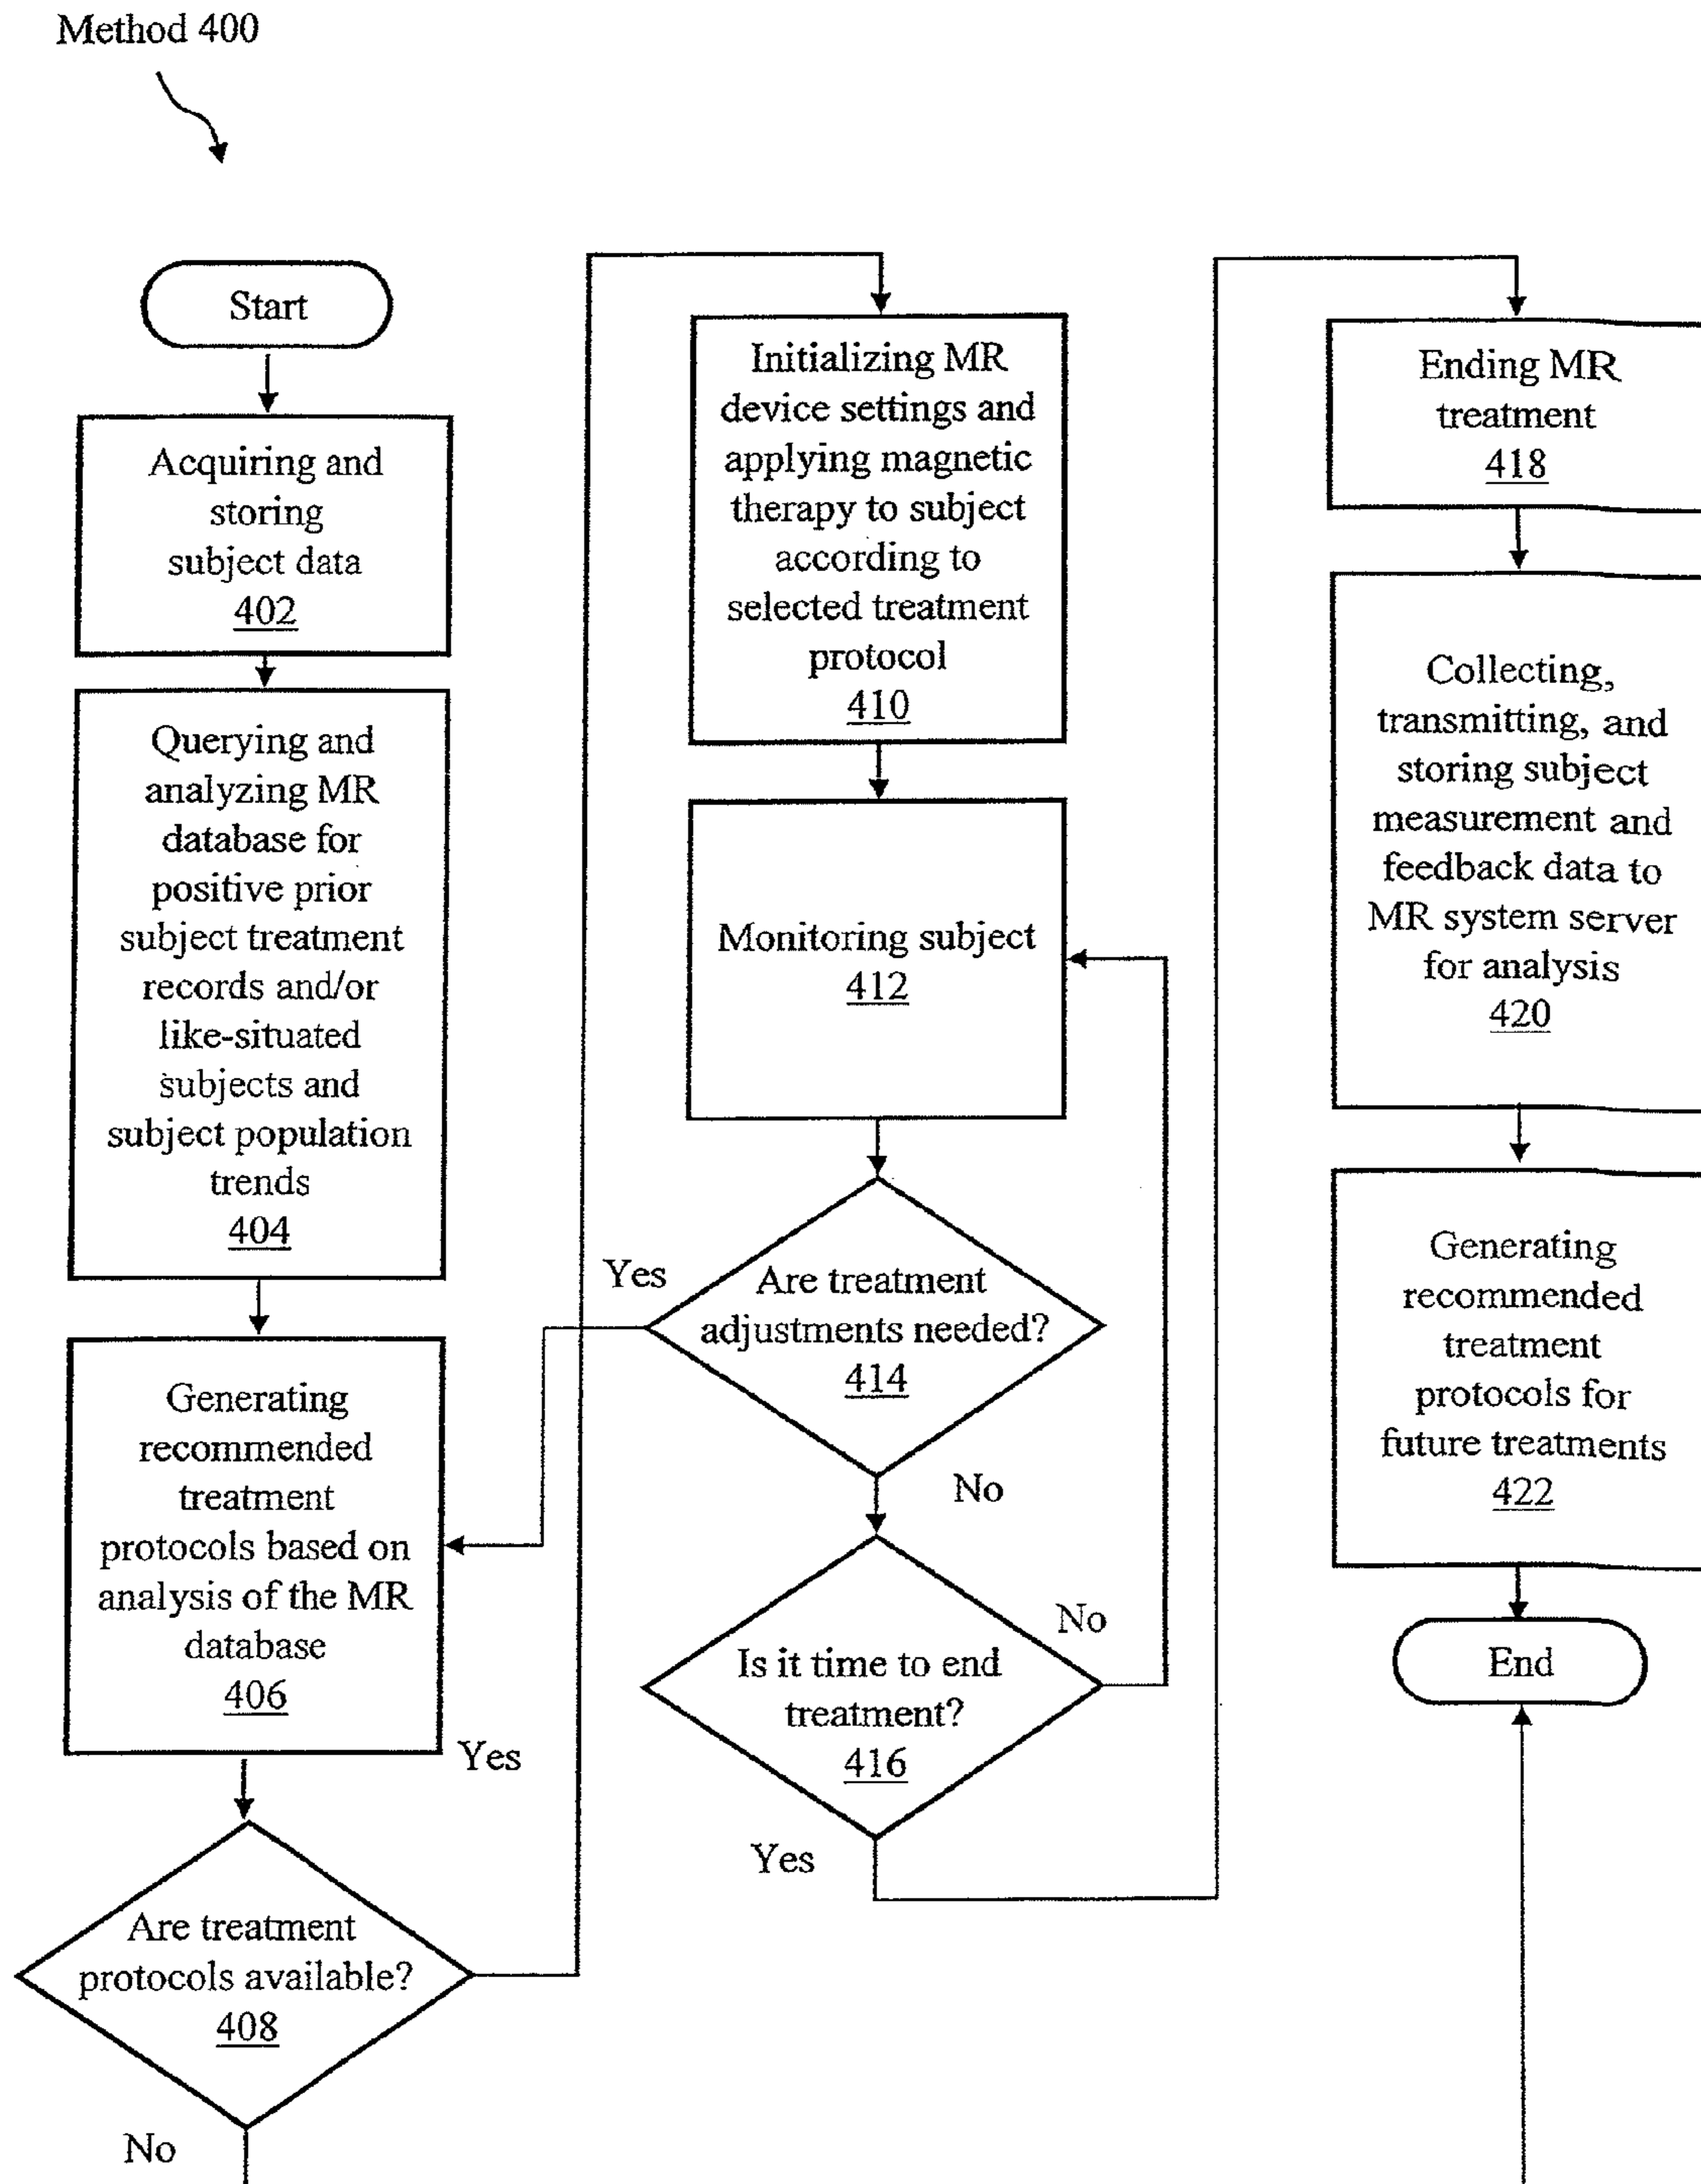 Method 400
Start
Acquiring and
storing
subject data
402
Querying and
analyzing MR
database for
positive prior
subject treatment
records and/or
like-situated
subjects and
subject population
trends
404
Generating
recommended
treatment
protocols based on
analysis of the MR
database
406
Yes
Are treatment
protocols available?
408
No
Initializing MR
device settings and
applying magnetic
therapy to subject
according to
selected treatment
protocol
410
Monitoring subject
412
Yes
Are treatment
adjustments needed?
414
No
No
Is it time to end
treatment?
416
Yes
Ending MR
treatment
418
Collecting,
transmitting, and
storing subject
measurement and
feedback data to
MR system server
for analysis
420
Generating
recommended
treatment
protocols for
future treatments
422
End